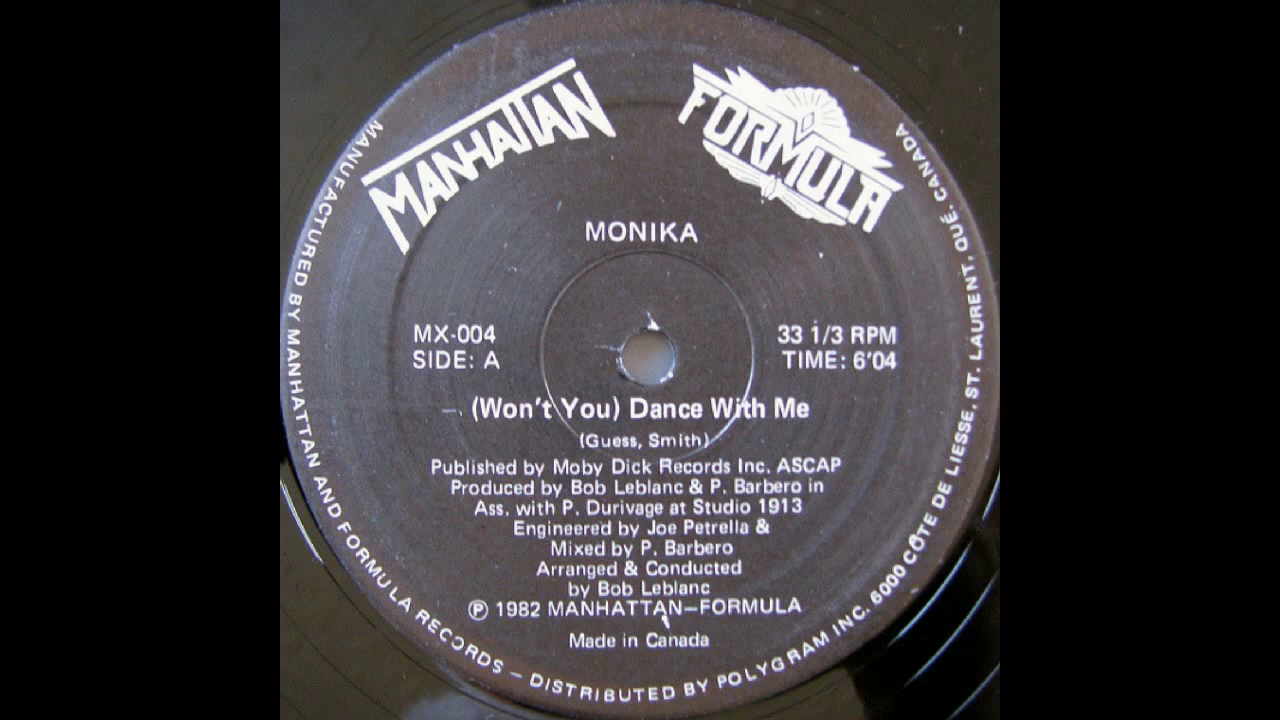 MANHATTAN
FORMULA
MONIKA
MX-004
SIDE: A
33 1/3 RPM
TIME: 6'04
(Won't You) Dance With Me
(Guess, Smith)
Published by Moby Dick Records Inc. ASCAP
Produced by Bob Leblanc & P. Barbero in
Ass. with P. Durivage at Studio 1913
Engineered by Joe Petrella &
Mixed by P. Barbero
Arranged & Conducted
by Bob Leblanc
Ⓟ 1982 MANHATTAN–FORMULA
Made in Canada
MANUFACTURED BY MANHATTAN AND FORMULA RECORDS – DISTRIBUTED BY POLYGRAM INC. 6000 CÔTE DE LIESSE, ST. LAURENT, QUÉ. CANADA